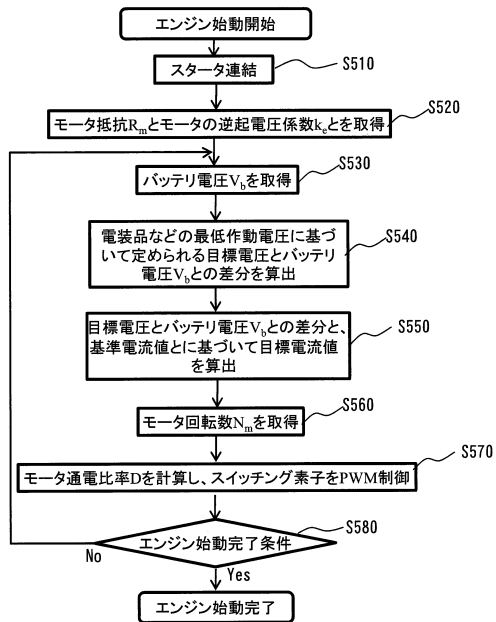 エンジン始動開始
スタータ連結
S510
モータ抵抗Rmとモータの逆起電圧係数keとを取得
S520
バッテリ電圧Vbを取得
S530
電装品などの最低作動電圧に基づ
いて定められる目標電圧とバッテリ
電圧Vbとの差分を算出
S540
目標電圧とバッテリ電圧Vbとの差分と、
基準電流値とに基づいて目標電流値
を算出
S550
モータ回転数Nmを取得
S560
モータ通電比率Dを計算し、スイッチング素子をPWM制御
S570
エンジン始動完了条件
S580
No
Yes
エンジン始動完了